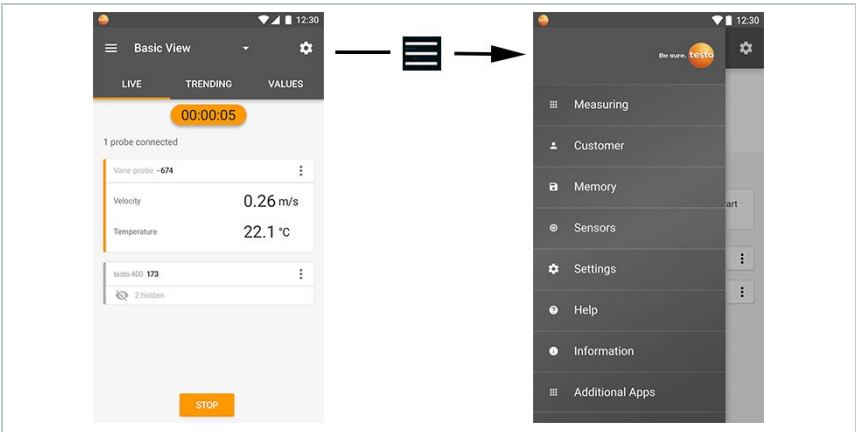 12:30
Basic View
LIVE TRENDING VALUES
00:00:05
1 probe connected
Vane probe -674
Velocity 0.26 m/s
Temperature 22.1 °C
testo 400 173
2 hidden
STOP
12:30
Be sure. testo
Measuring
Customer
Memory
Sensors
Settings
Help
Information
Additional Apps